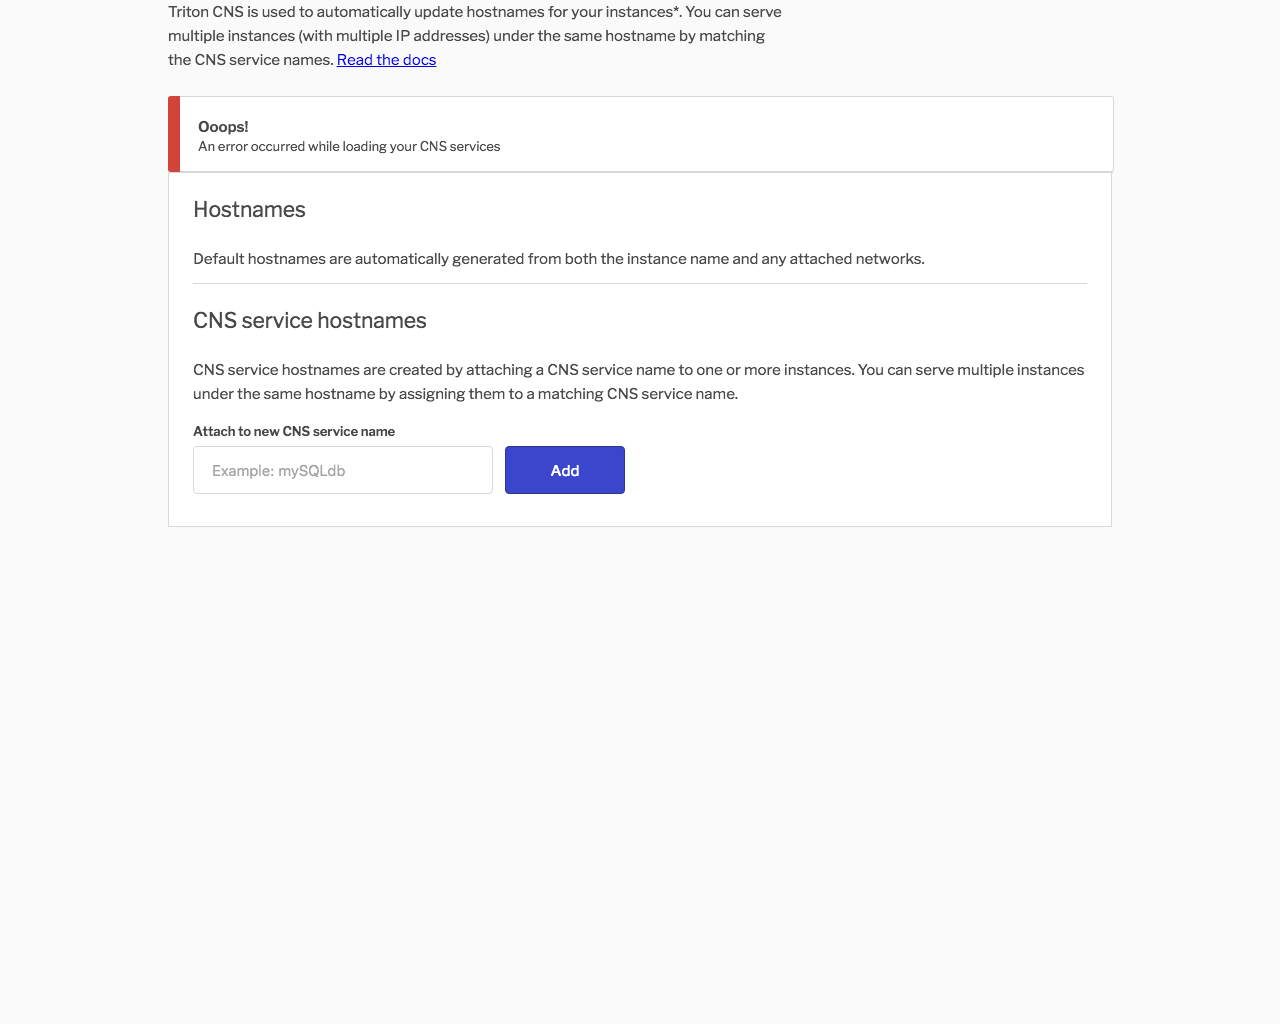 Triton CNS is used to automatically update hostnames for your instances*. You can serve
multiple instances (with multiple IP addresses) under the same hostname by matching
the CNS service names. Read the docs
Ooops!
An error occurred while loading your CNS services
Hostnames
Default hostnames are automatically generated from both the instance name and any attached networks.
CNS service hostnames
CNS service hostnames are created by attaching a CNS service name to one or more instances. You can serve multiple instances
under the same hostname by assigning them to a matching CNS service name.
Attach to new CNS service name
Example: mySQLdb
Add